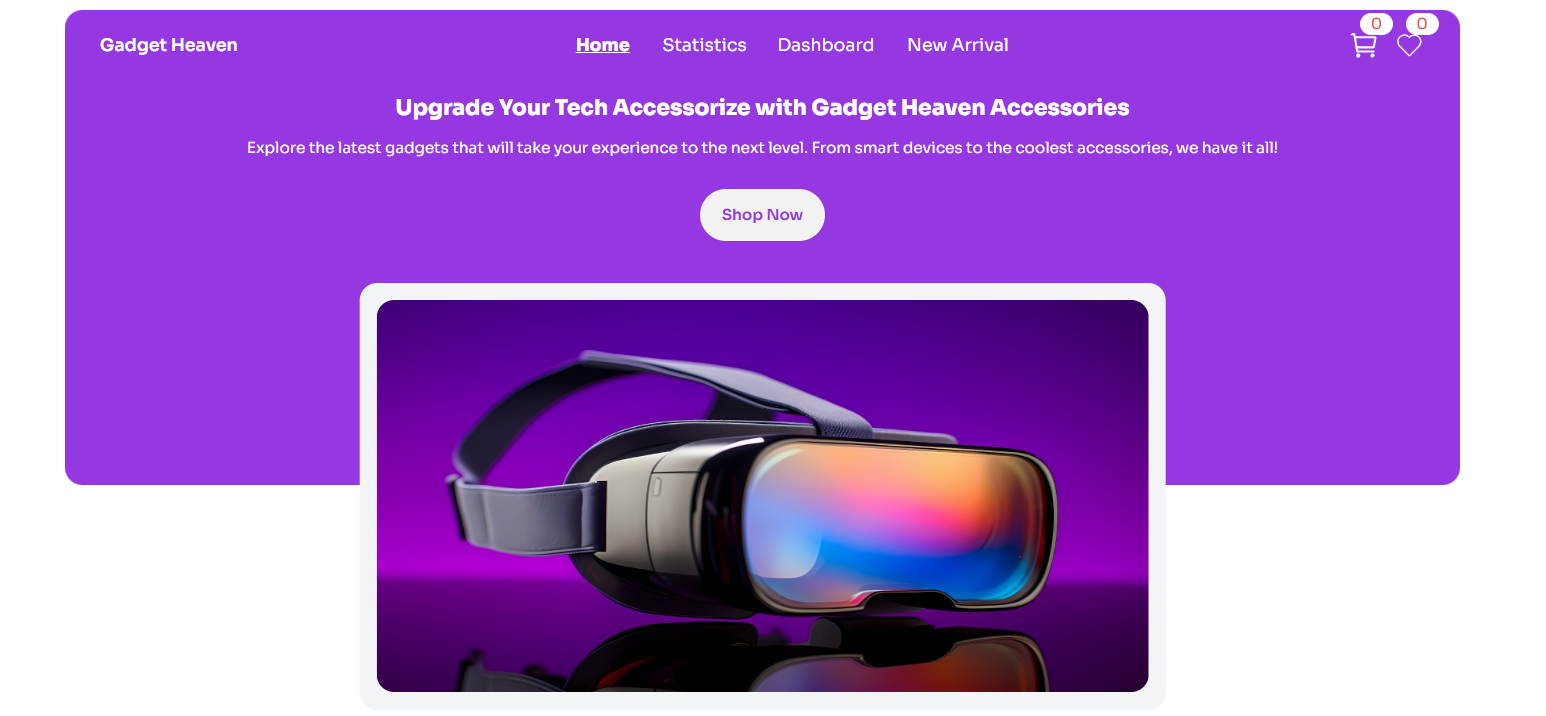 Gadget Heaven Home Statistics Dashboard New Arrival 0 0
Upgrade Your Tech Accessorize with Gadget Heaven Accessories
Explore the latest gadgets that will take your experience to the next level. From smart devices to the coolest accessories, we have it all!
Shop Now